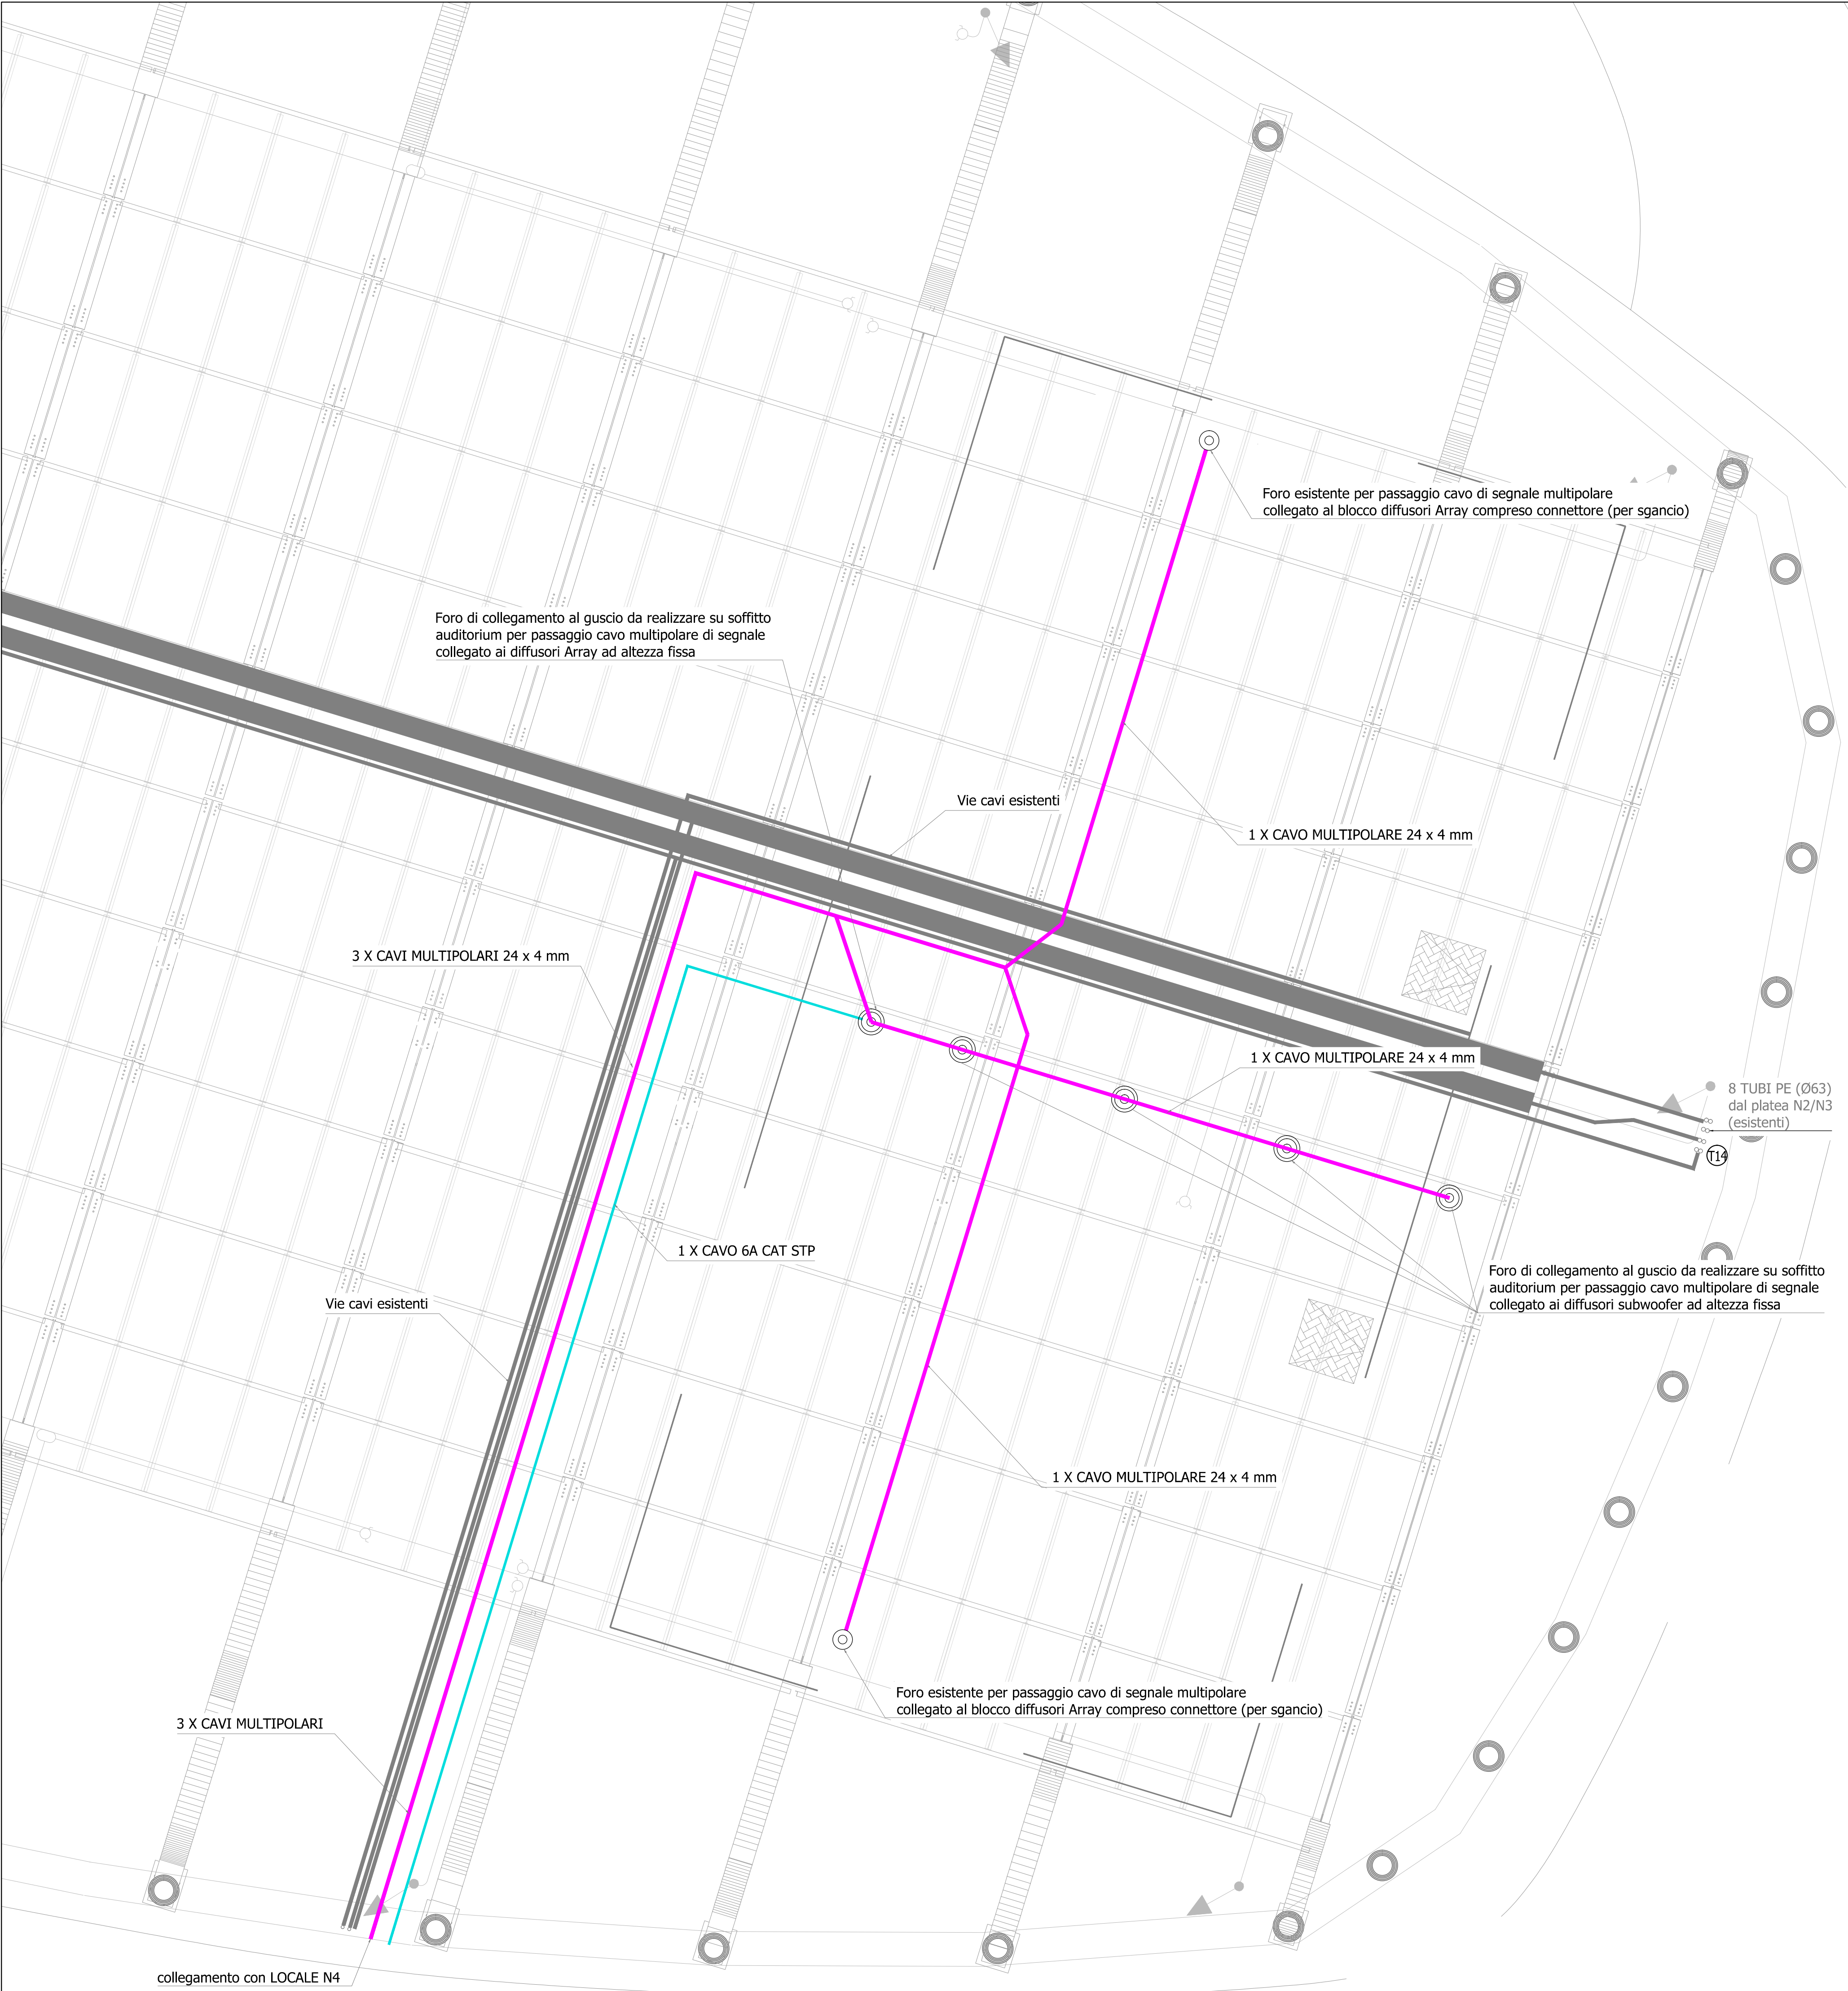 Foro esistente per passaggio cavo di segnale multipolare
collegato al blocco diffusori Array compreso connettore (per sgancio)
Foro di collegamento al guscio da realizzare su soffitto
auditorium per passaggio cavo multipolare di segnale
collegato ai diffusori Array ad altezza fissa
Vie cavi esistenti
1 X CAVO MULTIPOLARE 24 x 4 mm
3 X CAVI MULTIPOLARI 24 x 4 mm
1 X CAVO MULTIPOLARE 24 x 4 mm
8 TUBI PE (Ø63)
dal platea N2/N3
(esistenti)
T14
1 X CAVO 6A CAT STP
Foro di collegamento al guscio da realizzare su soffitto
auditorium per passaggio cavo multipolare di segnale
collegato ai diffusori subwoofer ad altezza fissa
Vie cavi esistenti
1 X CAVO MULTIPOLARE 24 x 4 mm
Foro esistente per passaggio cavo di segnale multipolare
collegato al blocco diffusori Array compreso connettore (per sgancio)
3 X CAVI MULTIPOLARI
collegamento con LOCALE N4